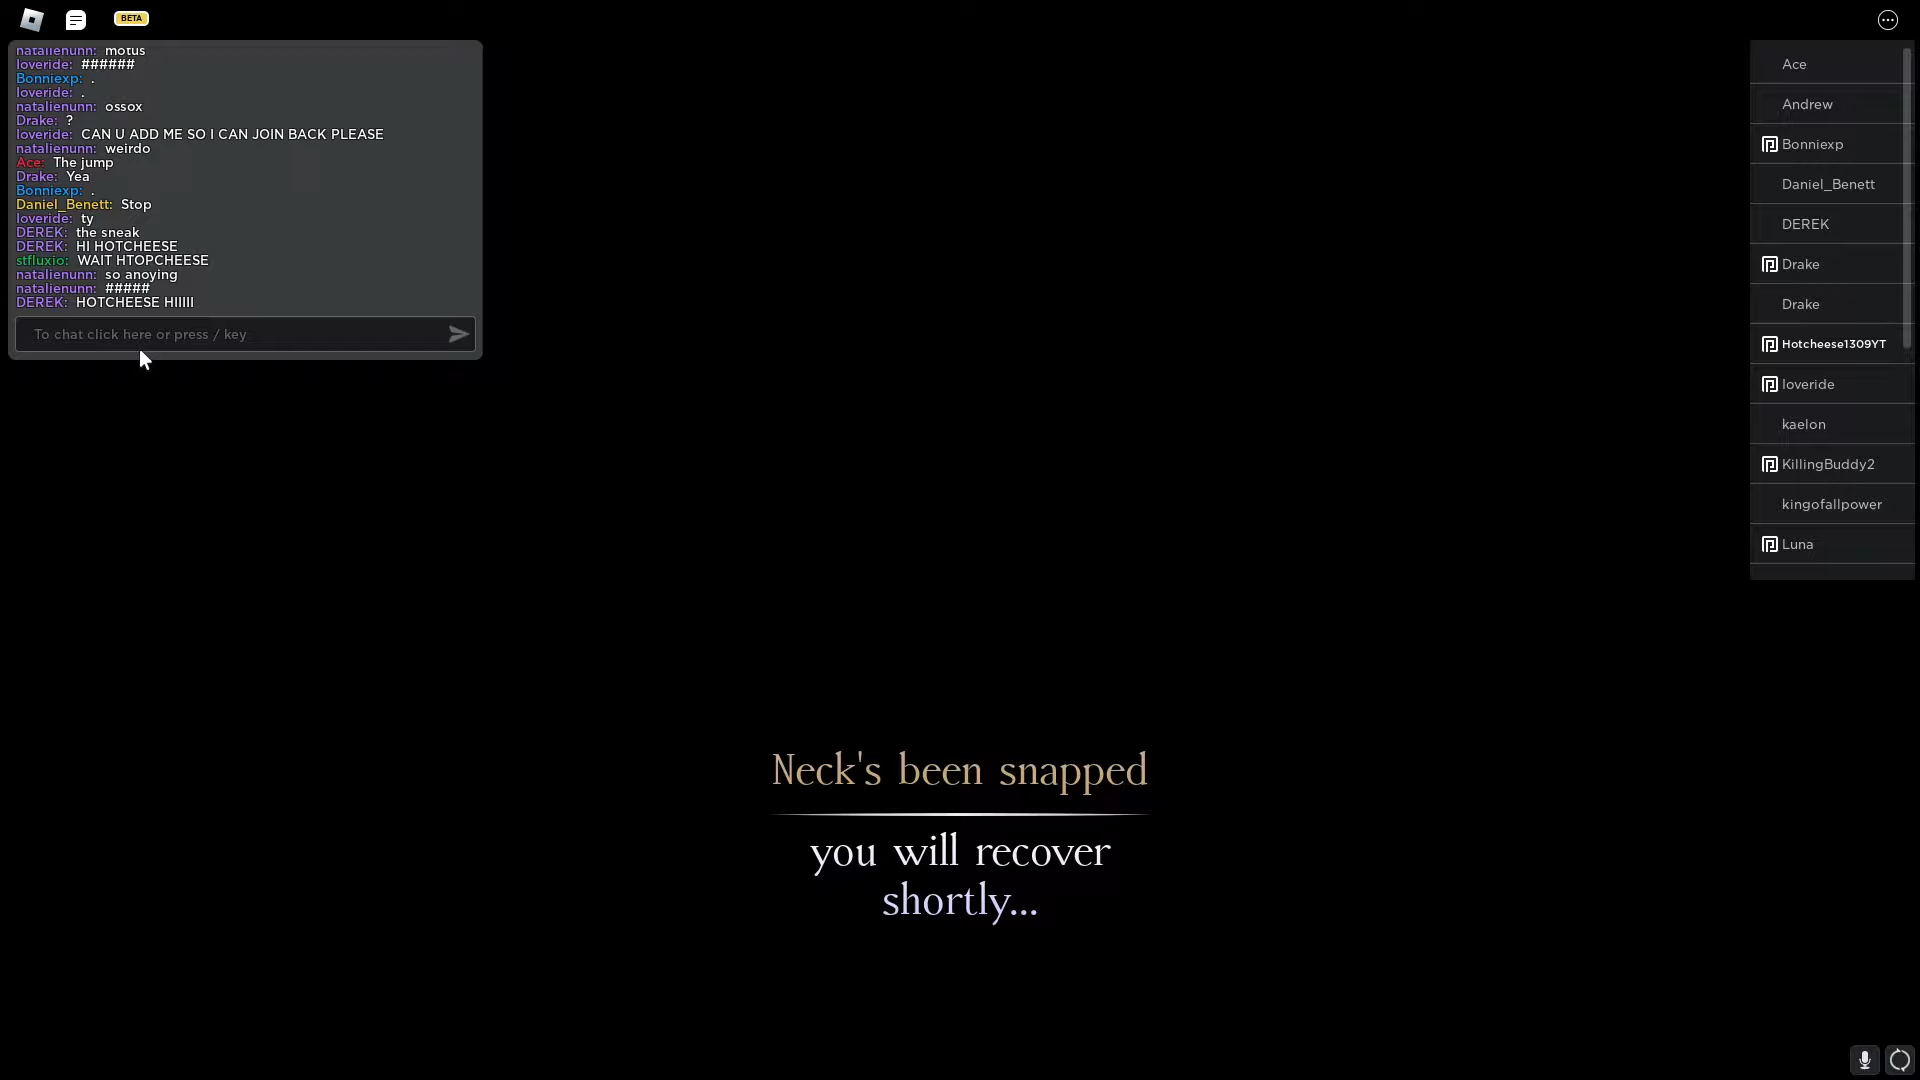 BETA
natalienunn: motus
loveride: ######
Bonniexp: .
loveride: .
natalienunn: ossox
Drake: ?
loveride: CAN U ADD ME SO I CAN JOIN BACK PLEASE
natalienunn: weirdo
Ace: The jump
Drake: Yea
Bonniexp: .
Daniel_Benett: Stop
loveride: ty
DEREK: the sneak
DEREK: HI HOTCHEESE
stfluxio: WAIT HTOPCHEESE
natalienunn: so anoying
natalienunn: #####
DEREK: HOTCHEESE HIIIII
To chat click here or press / key
Ace
Andrew
Bonniexp
Daniel_Benett
DEREK
Drake
Drake
Hotcheese1309YT
loveride
kaelon
KillingBuddy2
kingofallpower
Luna
Neck's been snapped
you will recover
shortly...